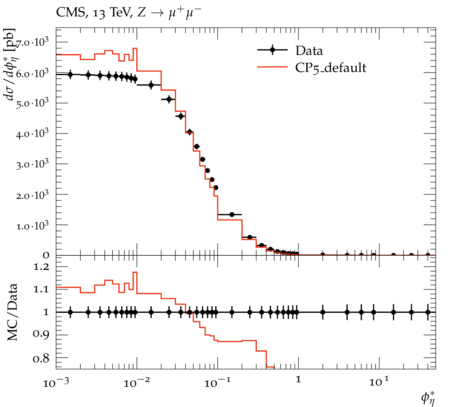 CMS, 13 TeV, Z → μ⁺μ⁻
dσ/dφ*η [pb]
Data
CP5_default
7.0·10³
6.0·10³
5.0·10³
4.0·10³
3.0·10³
2.0·10³
1.0·10³
0
MC/Data
1.2
1.1
1
0.9
0.8
10⁻³ 10⁻² 10⁻¹ 1 10¹
φ*η